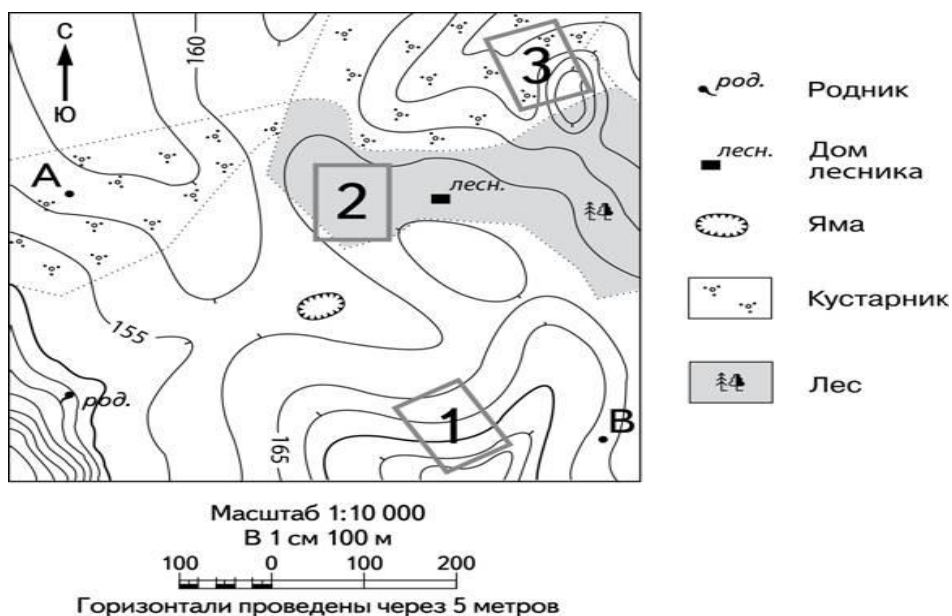 С
Ю
160
3
А
2
лесн.
155
род.
165
1
В
род. Родник
лесн. Дом
лесника
Яма
Кустарник
Лес
Масштаб 1:10 000
В 1 см 100 м
100 0 100 200
Горизонтали проведены через 5 метров